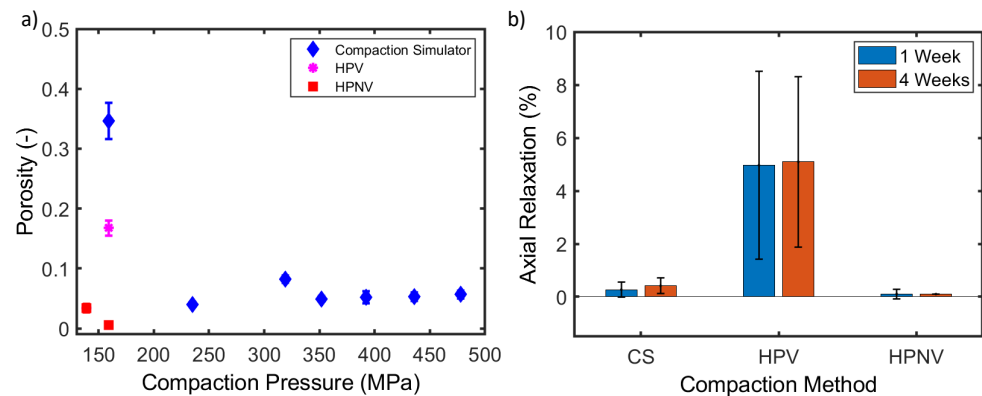 a)
0.5
0.4
0.3
0.2
0.1
0
Porosity (-)
Compaction Simulator
HPV
HPNV
150 200 250 300 350 400 450 500
Compaction Pressure (MPa)
b)
10
8
6
4
2
0
Axial Relaxation (%)
1 Week
4 Weeks
CS HPV HPNV
Compaction Method